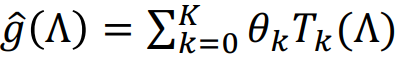 ĝ(Λ) = ∑_{k=0}^{K} θ_k T_k(Λ)